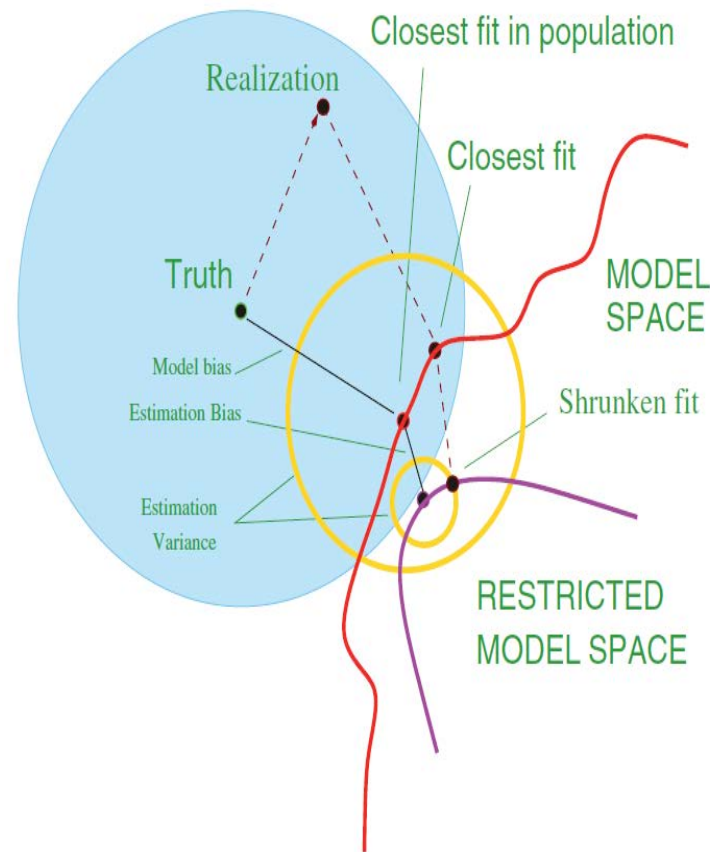 Closest fit in population
Realization
Closest fit
Truth
MODEL
SPACE
Model bias
Estimation Bias
Shrunken fit
Estimation
Variance
RESTRICTED
MODEL SPACE